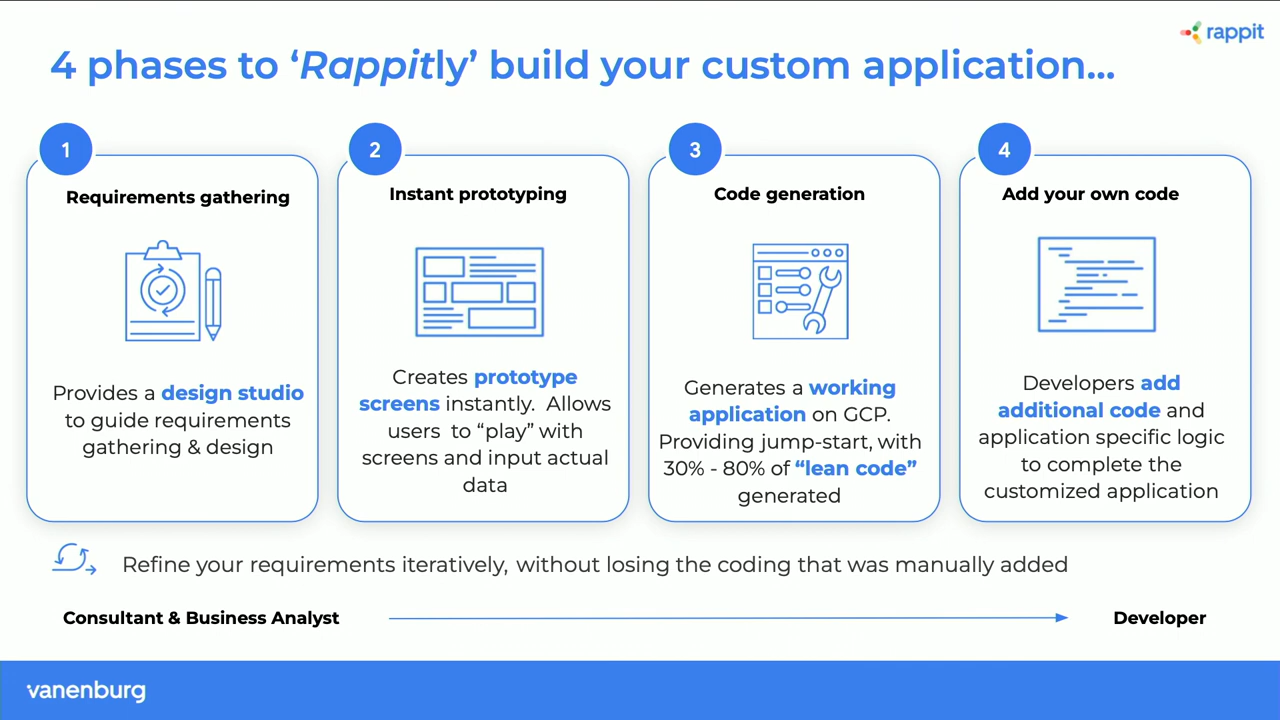 rappit
4 phases to ‘Rappitly’ build your custom application...
1
Requirements gathering
Provides a design studio
to guide requirements
gathering & design
2
Instant prototyping
Creates prototype
screens instantly. Allows
users to “play” with
screens and input actual
data
3
Code generation
Generates a working
application on GCP.
Providing jump-start, with
30% - 80% of “lean code”
generated
4
Add your own code
Developers add
additional code and
application specific logic
to complete the
customized application
Refine your requirements iteratively, without losing the coding that was manually added
Consultant & Business Analyst
Developer
vanenburg